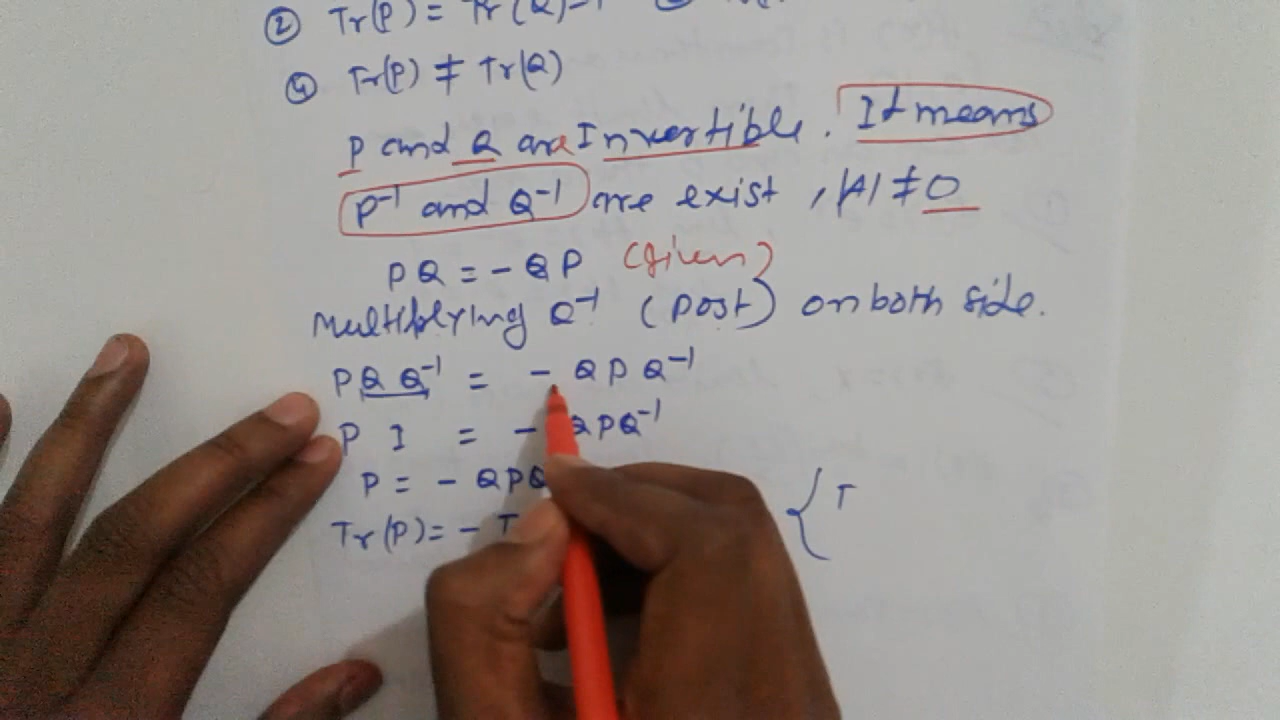 ② Tr(P) = Tr(Q)-1
④ Tr(P) ≠ Tr(Q)
P and Q are Invertible. It means
P⁻¹ and Q⁻¹ are exist, |A| ≠ 0
PQ = - QP (Given)
Multiplying Q⁻¹ (Post) on both side.
PQ Q⁻¹ = - QPQ⁻¹
P I = - QPQ⁻¹
P = - QPQ
Tr(P) = - T
{ T